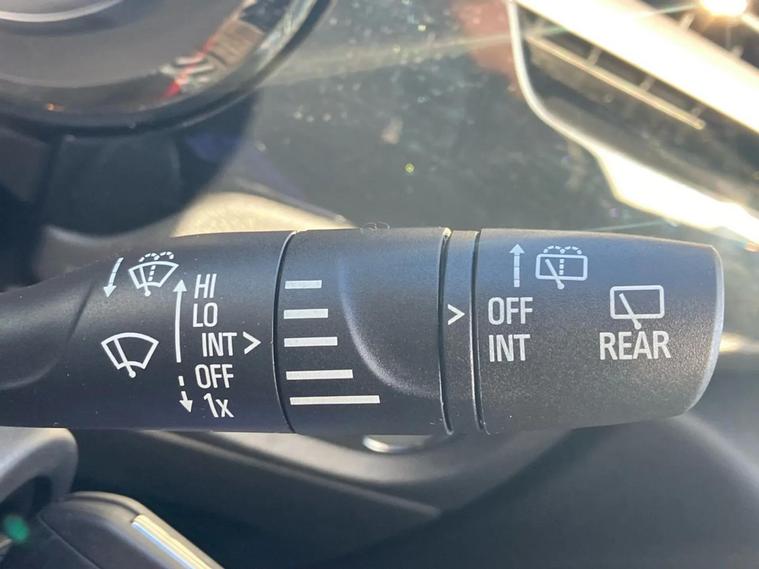 HI
LO
INT >
OFF
1x
>
OFF
INT
REAR